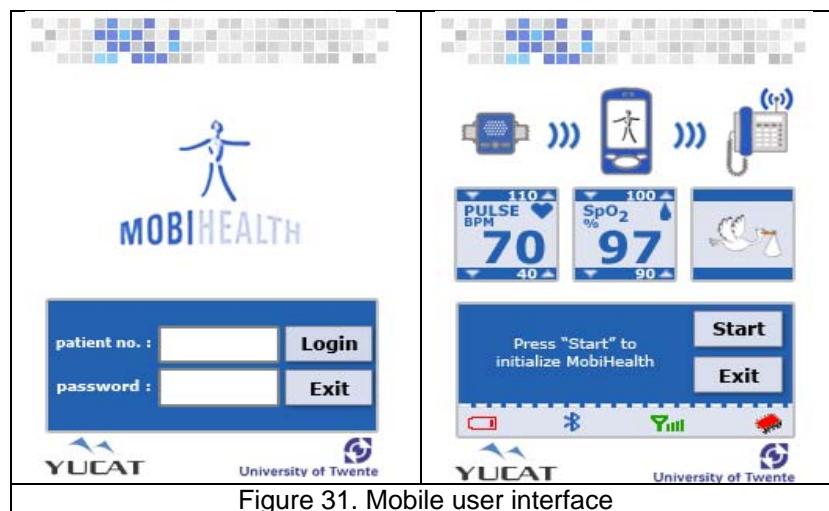 MOBIHEALTH
patient no. :
Login
password :
Exit
YUCAT
University of Twente
110
PULSE
BPM
70
40
100
SpO2
%
97
90
Press "Start" to
initialize MobiHealth
Start
Exit
YUCAT
University of Twente
Figure 31. Mobile user interface